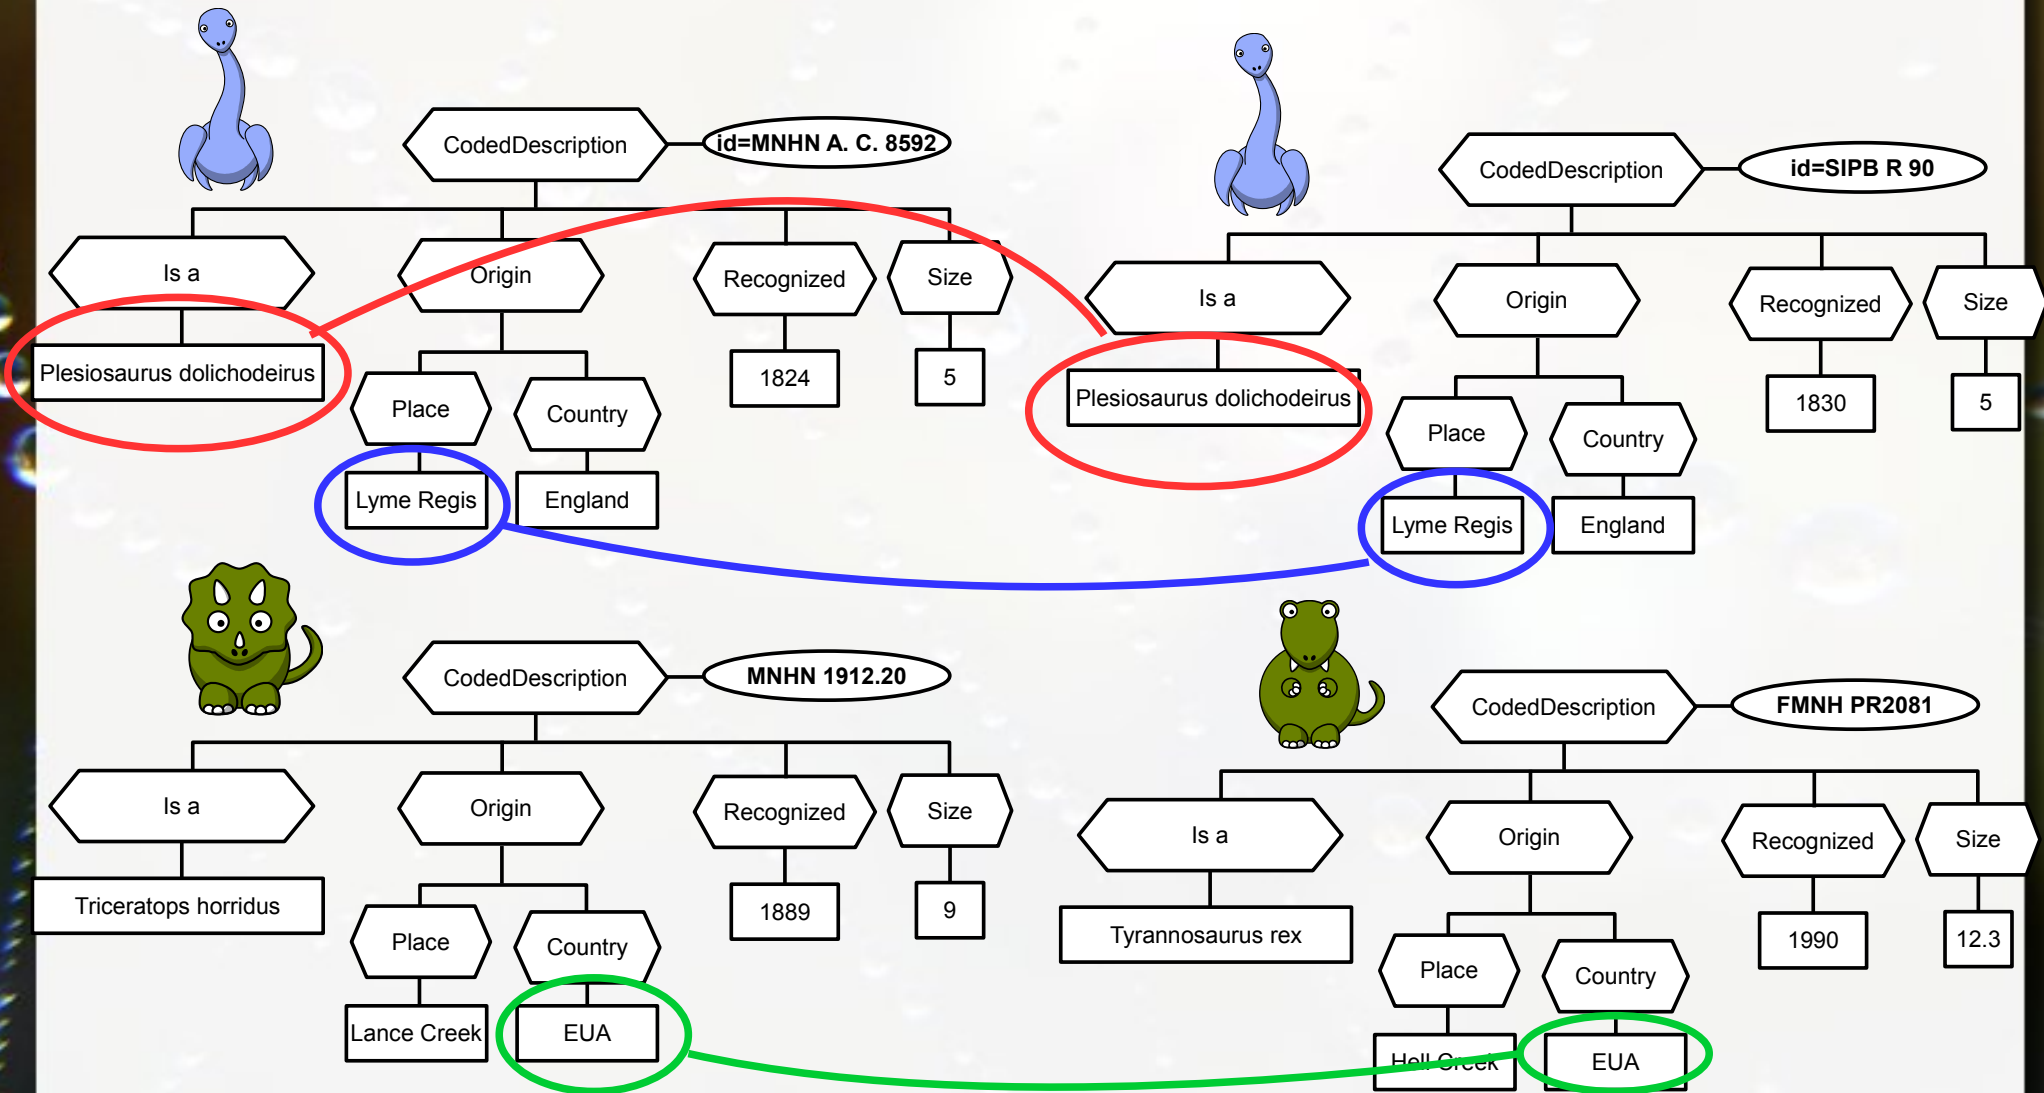 CodedDescription
id=MNHN A. C. 8592
Is a
Origin
Recognized
Size
Plesiosaurus dolichodeirus
1824
5
Place
Country
Lyme Regis
England
CodedDescription
id=SIPB R 90
Is a
Origin
Recognized
Size
Plesiosaurus dolichodeirus
1830
5
Place
Country
Lyme Regis
England
CodedDescription
MNHN 1912.20
Is a
Origin
Recognized
Size
Triceratops horridus
1889
9
Place
Country
Lance Creek
EUA
CodedDescription
FMNH PR2081
Is a
Origin
Recognized
Size
Tyrannosaurus rex
1990
12.3
Place
Country
Hell Creek
EUA